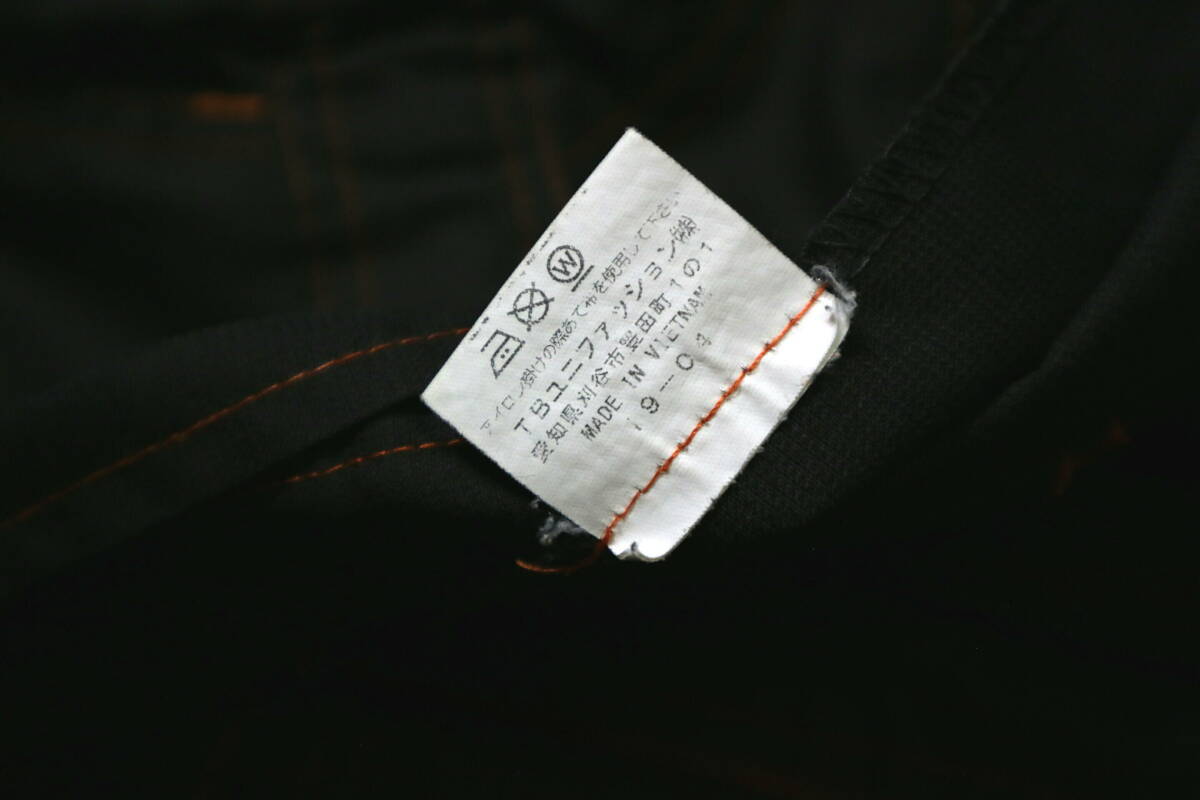 Ⓦ
アイロン掛けの際あて布を使用して下さい
TBユニファッション㈱
愛知県刈谷市豊田町1の1
MADE IN VIETNAM
19-04